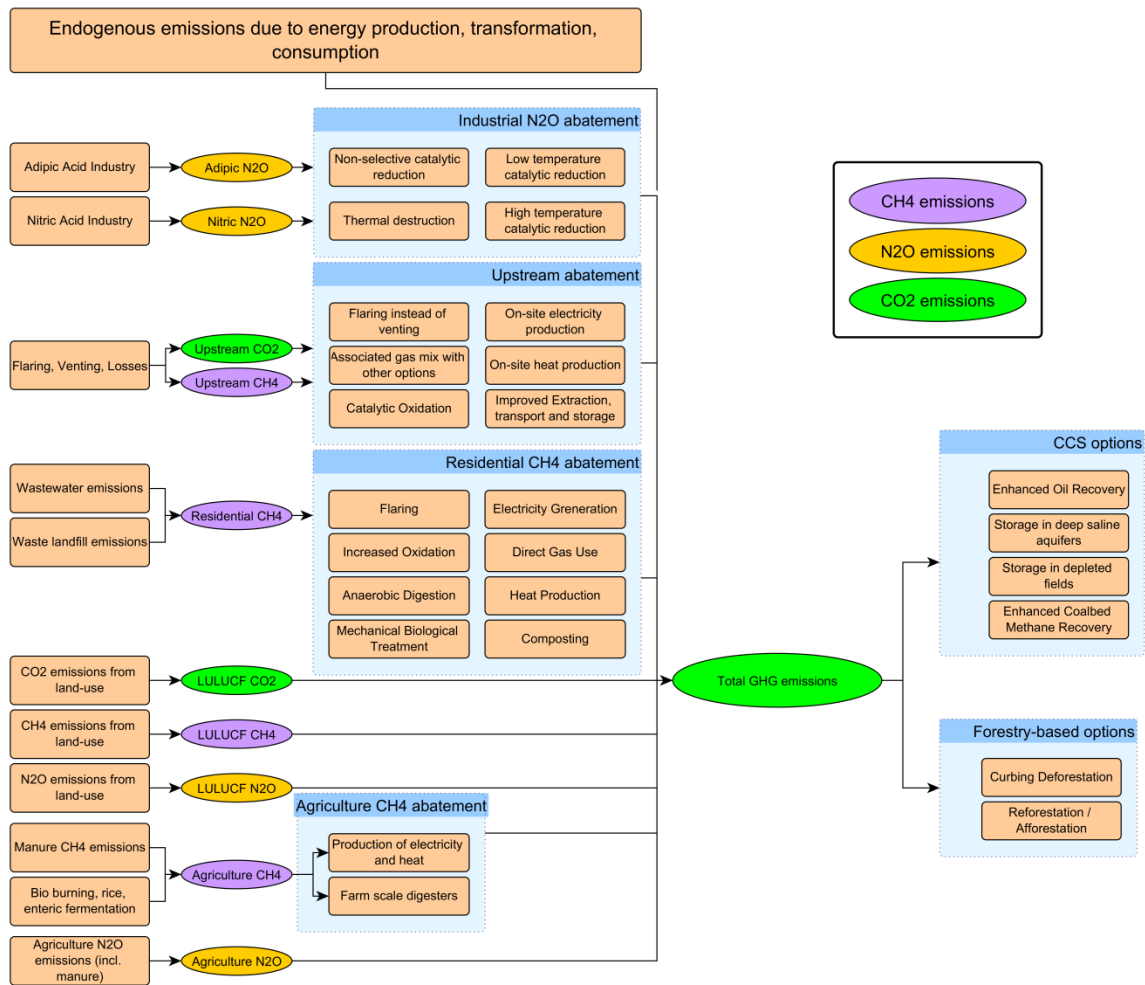 Endogenous emissions due to energy production, transformation,
consumption
Industrial N2O abatement
Adipic Acid Industry
Adipic N2O
Non-selective catalytic
reduction
Low temperature
catalytic reduction
Nitric Acid Industry
Nitric N2O
Thermal destruction
High temperature
catalytic reduction
CH4 emissions
N2O emissions
CO2 emissions
Upstream abatement
Flaring, Venting, Losses
Upstream CO2
Upstream CH4
Flaring instead of
venting
On-site electricity
production
Associated gas mix with
other options
On-site heat production
Catalytic Oxidation
Improved Extraction,
transport and storage
Residential CH4 abatement
Wastewater emissions
Waste landfill emissions
Residential CH4
Flaring
Electricity Greneration
Increased Oxidation
Direct Gas Use
Anaerobic Digestion
Heat Production
Mechanical Biological
Treatment
Composting
CO2 emissions from
land-use
LULUCF CO2
CH4 emissions from
land-use
LULUCF CH4
N2O emissions from
land-use
LULUCF N2O
Agriculture CH4 abatement
Manure CH4 emissions
Bio burning, rice,
enteric fermentation
Agriculture CH4
Production of electricity
and heat
Farm scale digesters
Agriculture N2O
emissions (incl.
manure)
Agriculture N2O
Total GHG emissions
CCS options
Enhanced Oil Recovery
Storage in deep saline
aquifers
Storage in depleted
fields
Enhanced Coalbed
Methane Recovery
Forestry-based options
Curbing Deforestation
Reforestation /
Afforestation